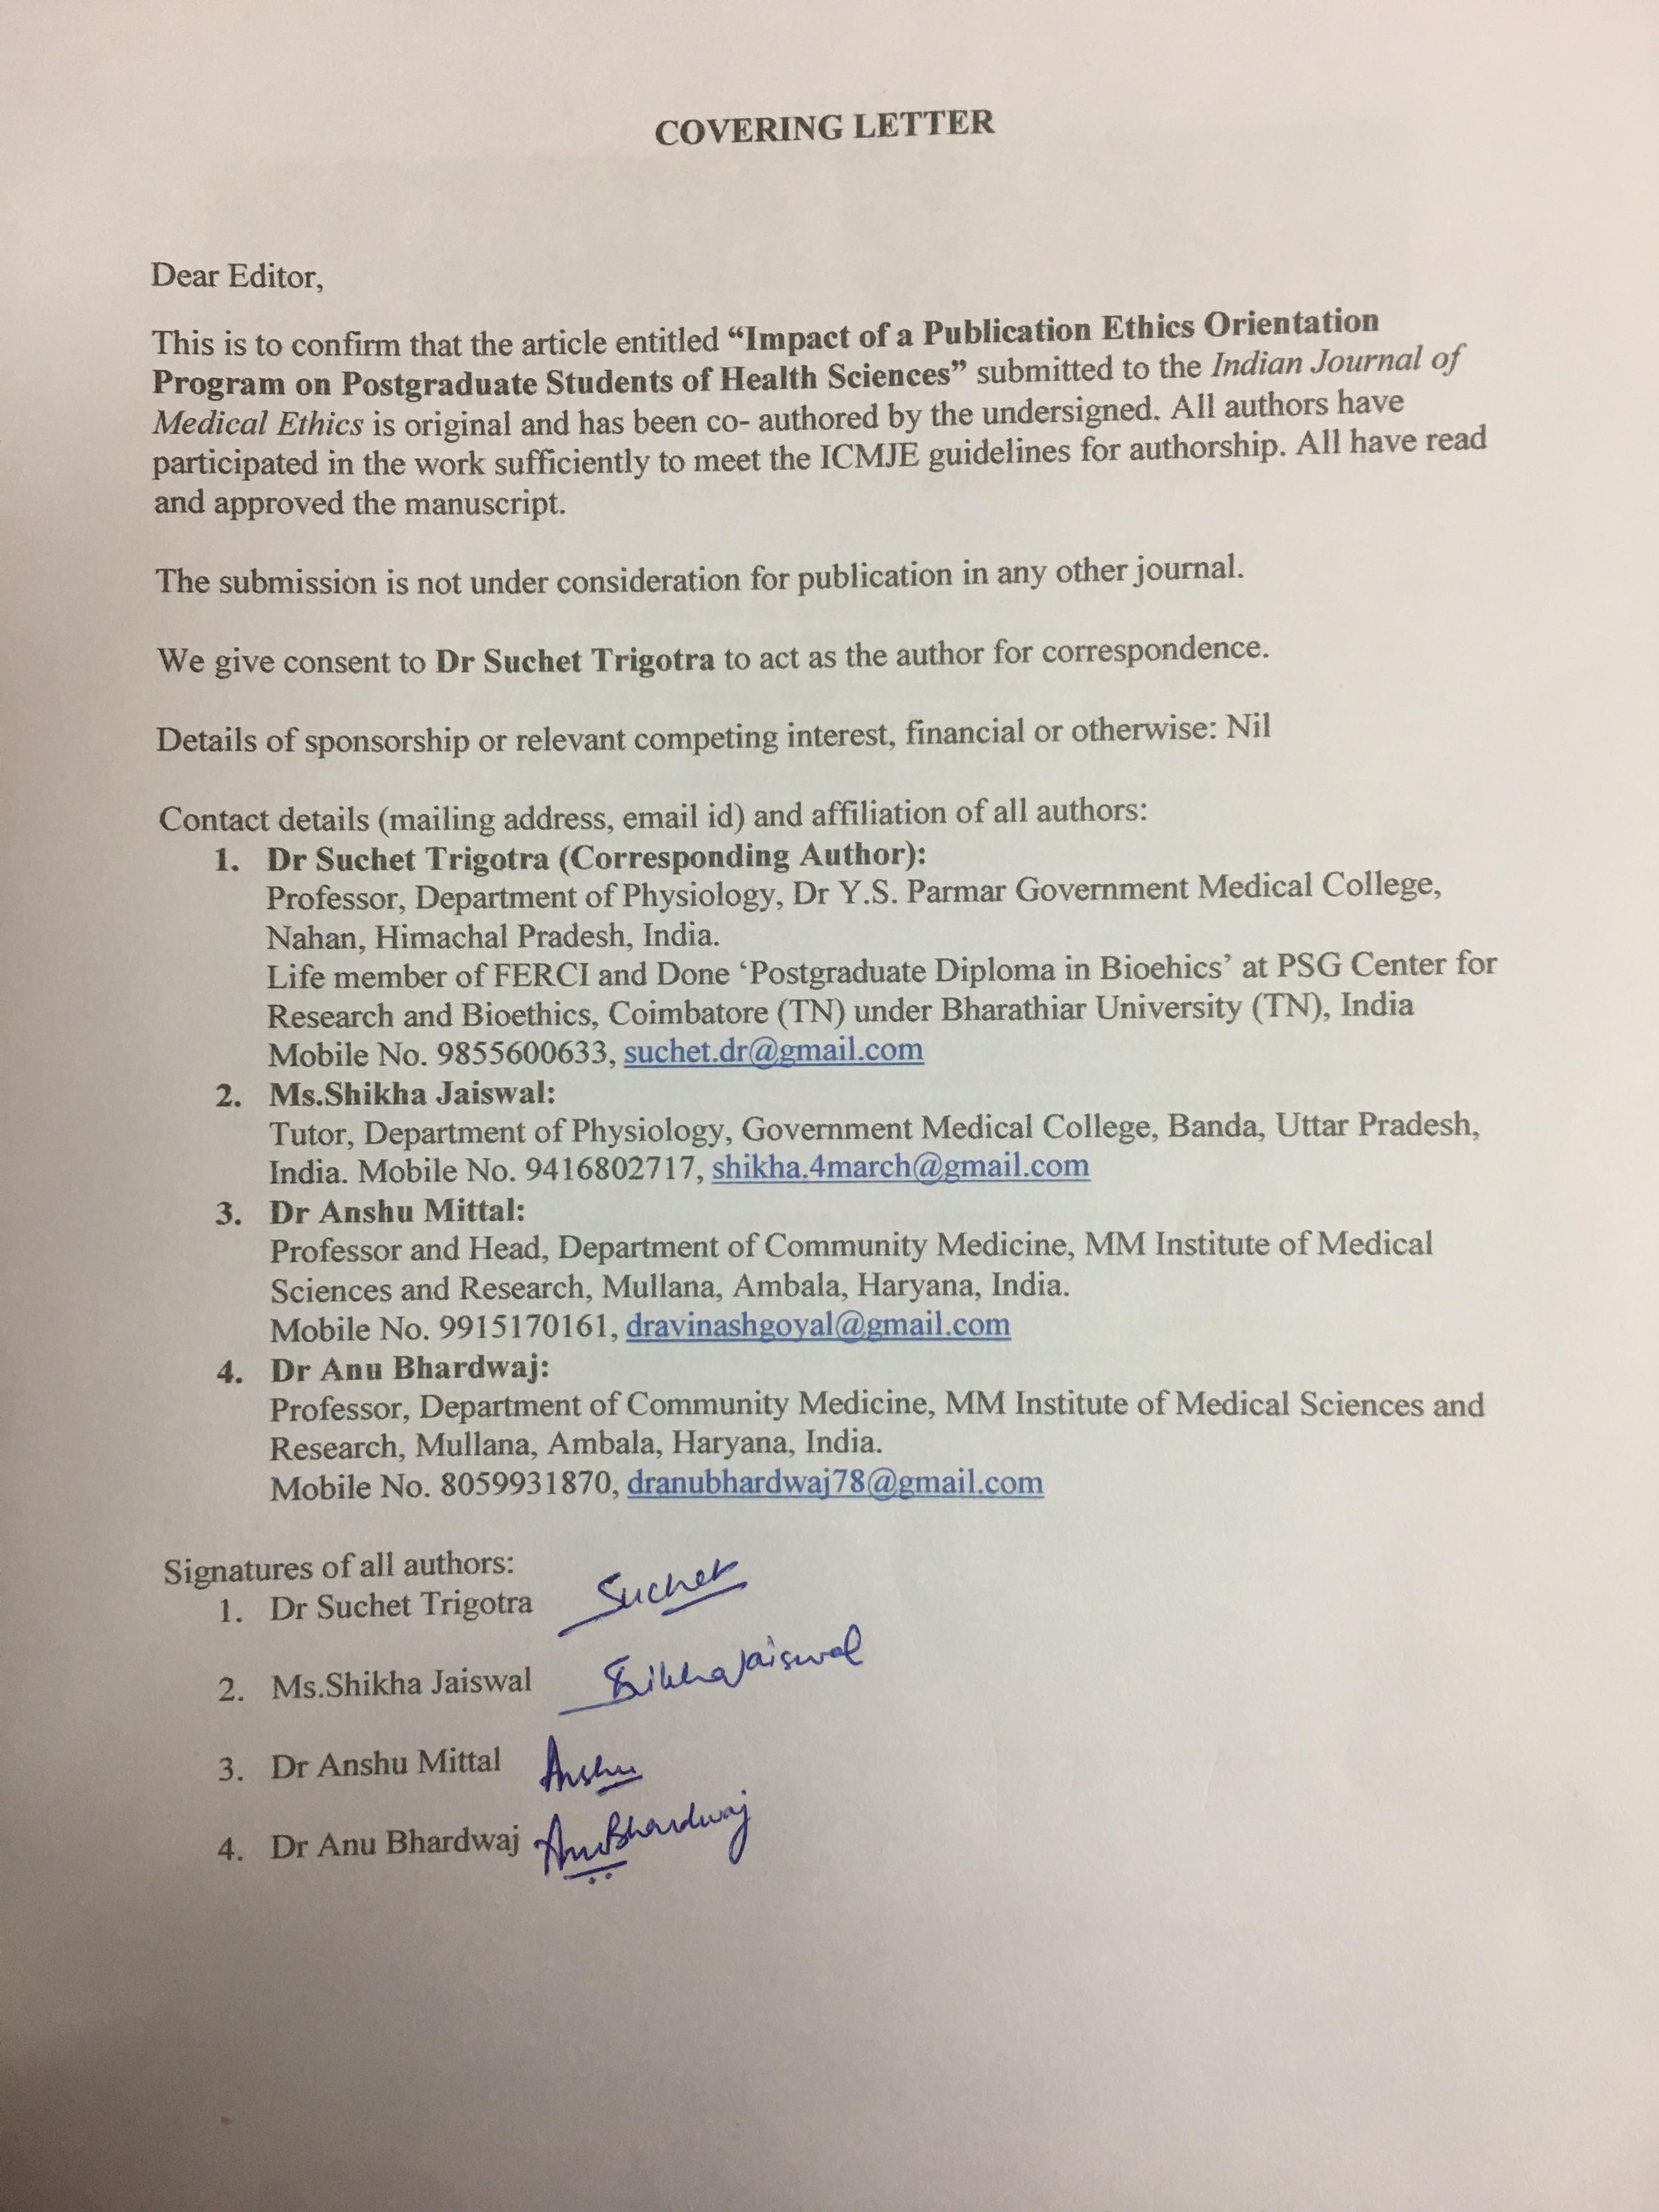 COVERING LETTER
Dear Editor,
This is to confirm that the article entitled “Impact of a Publication Ethics Orientation
Program on Postgraduate Students of Health Sciences” submitted to the Indian Journal of
Medical Ethics is original and has been co- authored by the undersigned. All authors have
participated in the work sufficiently to meet the ICMJE guidelines for authorship. All have read
and approved the manuscript.
The submission is not under consideration for publication in any other journal.
We give consent to Dr Suchet Trigotra to act as the author for correspondence.
Details of sponsorship or relevant competing interest, financial or otherwise: Nil
Contact details (mailing address, email id) and affiliation of all authors:
1. Dr Suchet Trigotra (Corresponding Author):
Professor, Department of Physiology, Dr Y.S. Parmar Government Medical College,
Nahan, Himachal Pradesh, India.
Life member of FERCI and Done ‘Postgraduate Diploma in Bioehics’ at PSG Center for
Research and Bioethics, Coimbatore (TN) under Bharathiar University (TN), India
Mobile No. 9855600633, suchet.dr@gmail.com
2. Ms.Shikha Jaiswal:
Tutor, Department of Physiology, Government Medical College, Banda, Uttar Pradesh,
India. Mobile No. 9416802717, shikha.4march@gmail.com
3. Dr Anshu Mittal:
Professor and Head, Department of Community Medicine, MM Institute of Medical
Sciences and Research, Mullana, Ambala, Haryana, India.
Mobile No. 9915170161, dravinashgoyal@gmail.com
4. Dr Anu Bhardwaj:
Professor, Department of Community Medicine, MM Institute of Medical Sciences and
Research, Mullana, Ambala, Haryana, India.
Mobile No. 8059931870, dranubhardwaj78@gmail.com
Signatures of all authors:
1. Dr Suchet Trigotra Suchet
2. Ms.Shikha Jaiswal Shikha Jaiswal
3. Dr Anshu Mittal Anshu
4. Dr Anu Bhardwaj Anu Bhardwaj